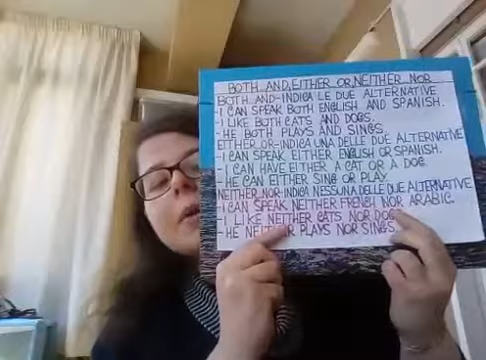 BOTH AND, EITHER OR, NEITHER NOR
BOTH AND-INDICA LE DUE ALTERNATIVE
-I CAN SPEAK BOTH ENGLISH AND SPANISH.
-I LIKE BOTH CATS AND DOGS.
-HE BOTH PLAYS AND SINGS.
EITHER-OR-INDICA UNA DELLE DUE ALTERNATIVE
-I CAN SPEAK EITHER ENGLISH OR SPANISH.
-I CAN HAVE EITHER A CAT OR A DOG.
-HE CAN EITHER SING OR PLAY
NEITHER NOR-INDICA NESSUNA DELLE DUE ALTERNATIVE
-I CAN SPEAK NEITHER FRENCH NOR ARABIC.
-I LIKE NEITHER CATS NOR DOGS
-HE NEITHER PLAYS NOR SINGS.